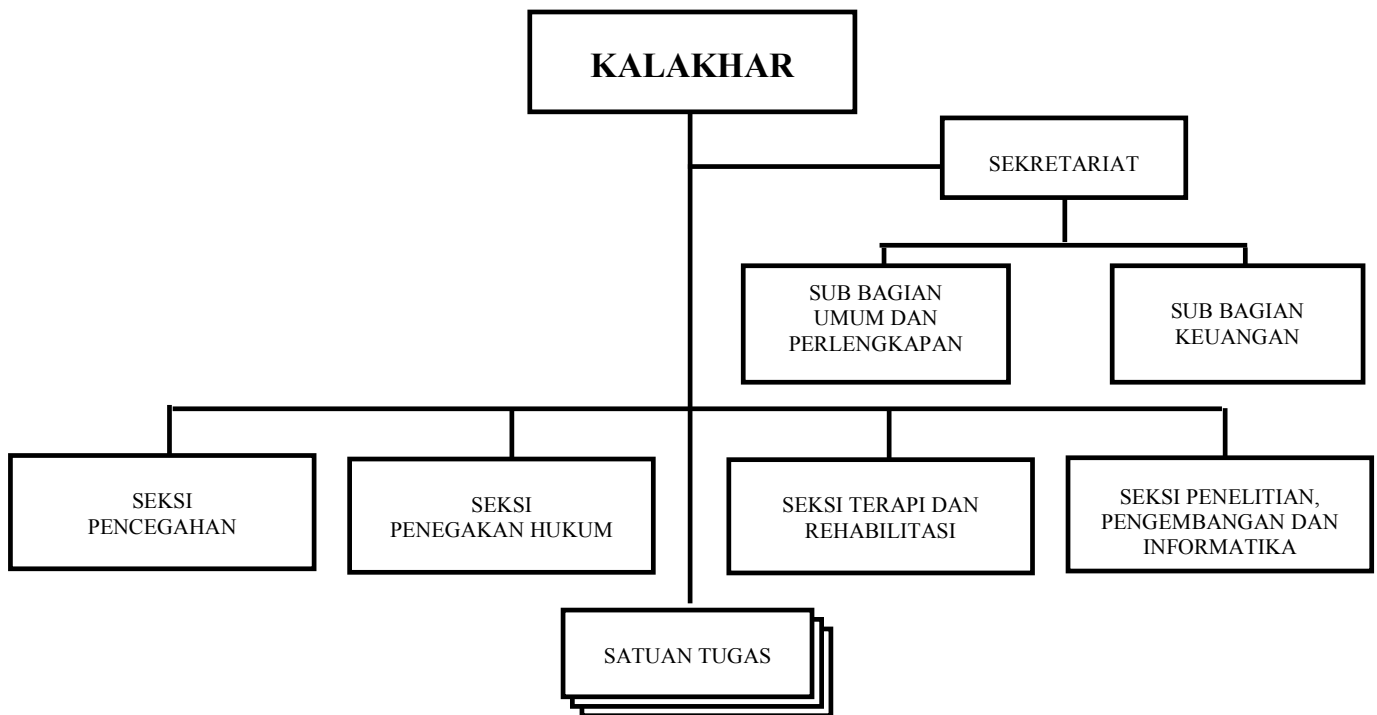 KALAKHAR
SEKRETARIAT
SUB BAGIAN
UMUM DAN
PERLENGKAPAN
SUB BAGIAN
KEUANGAN
SEKSI
PENCEGAHAN
SEKSI
PENEGAKAN HUKUM
SEKSI TERAPI DAN
REHABILITASI
SEKSI PENELITIAN,
PENGEMBANGAN DAN
INFORMATIKA
SATUAN TUGAS